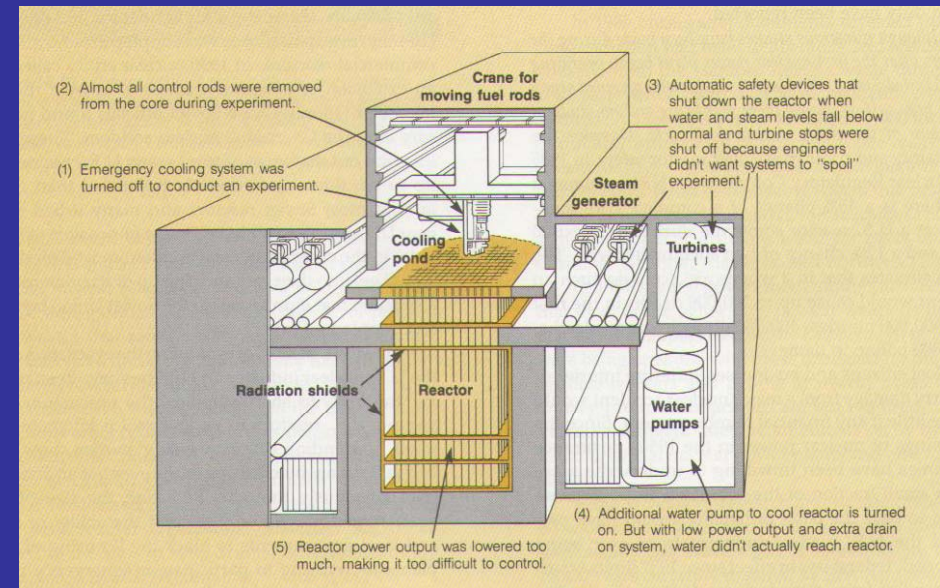 Crane for
moving fuel rods
(2) Almost all control rods were removed
from the core during experiment.
(1) Emergency cooling system was
turned off to conduct an experiment.
(3) Automatic safety devices that
shut down the reactor when
water and steam levels fall below
normal and turbine stops were
shut off because engineers
didn't want systems to "spoil"
experiment.
Steam
generator
Cooling
pond
Turbines
Radiation shields
Reactor
Water
pumps
(4) Additional water pump to cool reactor is turned
on. But with low power output and extra drain
on system, water didn't actually reach reactor.
(5) Reactor power output was lowered too
much, making it too difficult to control.